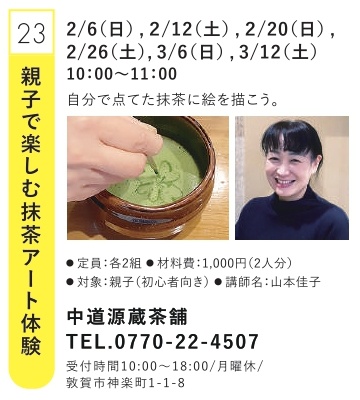 23
親子で楽しむ抹茶アート体験
2/6(日), 2/12(土), 2/20(日),
2/26(土), 3/6(日), 3/12(土)
10:00〜11:00
自分で点てた抹茶に絵を描こう。
●定員:各2組 ●材料費:1,000円(2人分)
●対象:親子(初心者向き) ●講師名:山本佳子
中道源蔵茶舗
TEL.0770-22-4507
受付時間10:00〜18:00/月曜休/
敦賀市神楽町1-1-8